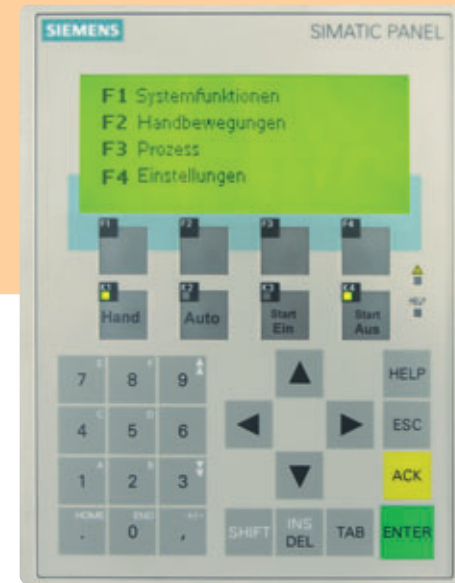 SIEMENS SIMATIC PANEL
F1 Systemfunktionen
F2 Handbewegungen
F3 Prozess
F4 Einstellungen
F1 F2 F3 F4
K1 K2 K3 K4
Hand Auto Start Ein Start Aus
HELP
7 E 8 F 9 HELP
4 C 5 D 6 ESC
1 A 2 B 3 ACK
HOME . END 0 +/- , SHIFT INS DEL TAB ENTER